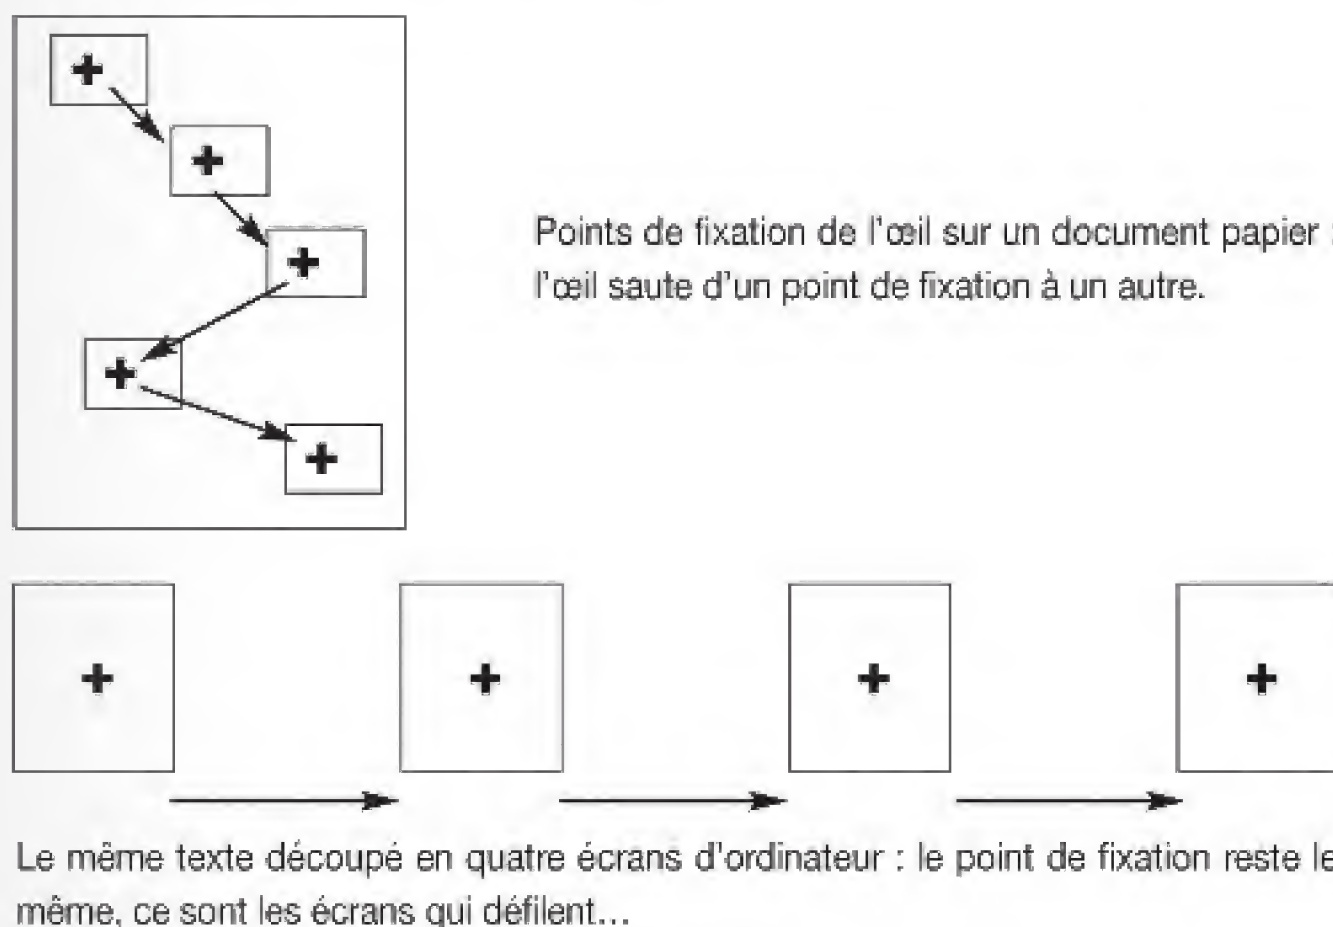 Points de fixation de l'œil sur un document papier :
l'œil saute d'un point de fixation à un autre.
Le même texte découpé en quatre écrans d'ordinateur : le point de fixation reste le
même, ce sont les écrans qui défilent...